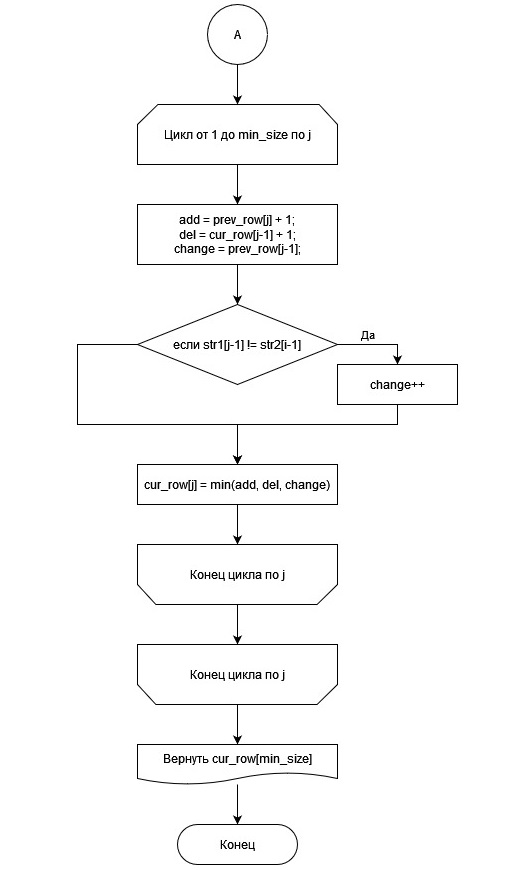 A
Цикл от 1 до min_size по j
add = prev_row[j] + 1;
del = cur_row[j-1] + 1;
change = prev_row[j-1];
если str1[j-1] != str2[i-1]
Да
change++
cur_row[j] = min(add, del, change)
Конец цикла по j
Конец цикла по j
Вернуть cur_row[min_size]
Конец